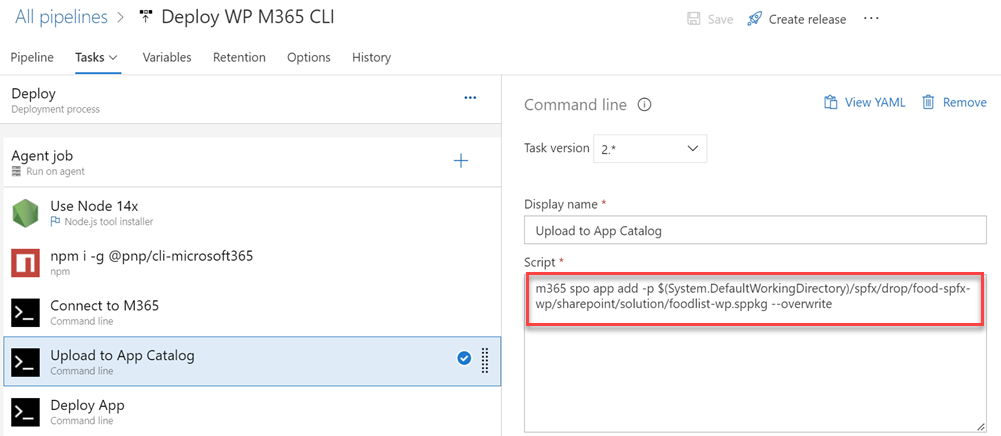 All pipelines > Deploy WP M365 CLI
Save
Create release
...
Pipeline
Tasks
Variables
Retention
Options
History
Deploy
Deployment process
...
Agent job
Run on agent
Use Node 14x
Node.js tool installer
npm i -g @pnp/cli-microsoft365
npm
Connect to M365
Command line
Upload to App Catalog
Command line
Deploy App
Command line
Command line
View YAML
Remove
Task version
2.*
Display name *
Upload to App Catalog
Script *
m365 spo app add -p $(System.DefaultWorkingDirectory)/spfx/drop/food-spfx-
wp/sharepoint/solution/foodlist-wp.sppkg --overwrite